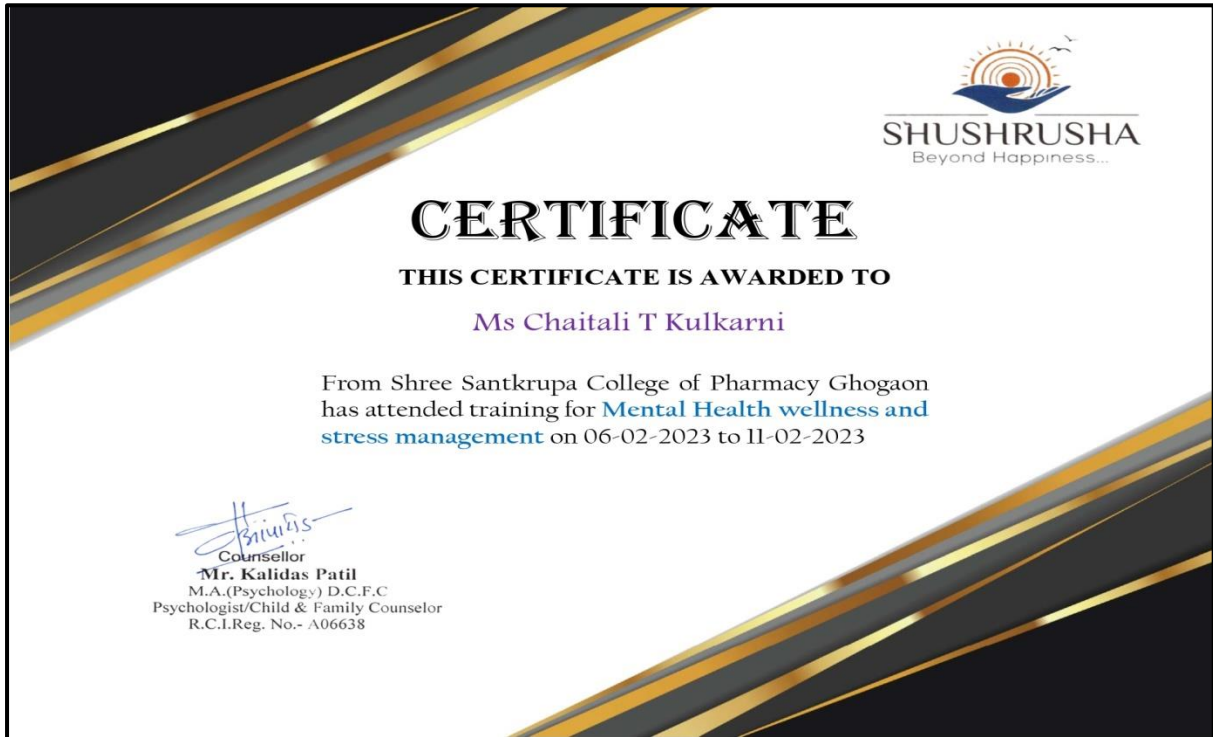 SHUSHRUSHA
Beyond Happiness...
CERTIFICATE
THIS CERTIFICATE IS AWARDED TO
Ms Chaitali T Kulkarni
From Shree Santkrupa College of Pharmacy Ghogaon
has attended training for Mental Health wellness and
stress management on 06-02-2023 to 11-02-2023
Counsellor
Mr. Kalidas Patil
M.A.(Psychology) D.C.F.C
Psychologist/Child & Family Counselor
R.C.I.Reg. No.- A06638